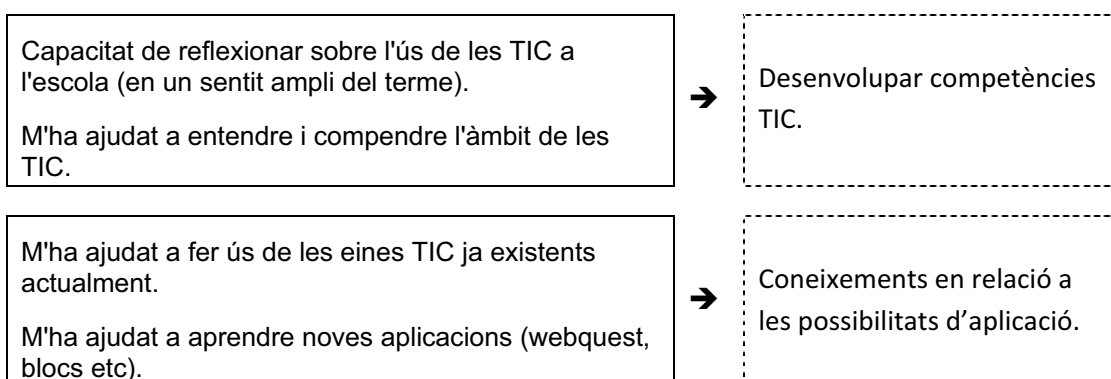 Capacitat de reflexionar sobre l'ús de les TIC a
l'escola (en un sentit ampli del terme).
M'ha ajudat a entendre i compendre l'àmbit de les
TIC.
➔
Desenvolupar competències
TIC.
M'ha ajudat a fer ús de les eines TIC ja existents
actualment.
M'ha ajudat a aprendre noves aplicacions (webquest,
blocs etc).
➔
Coneixements en relació a
les possibilitats d’aplicació.